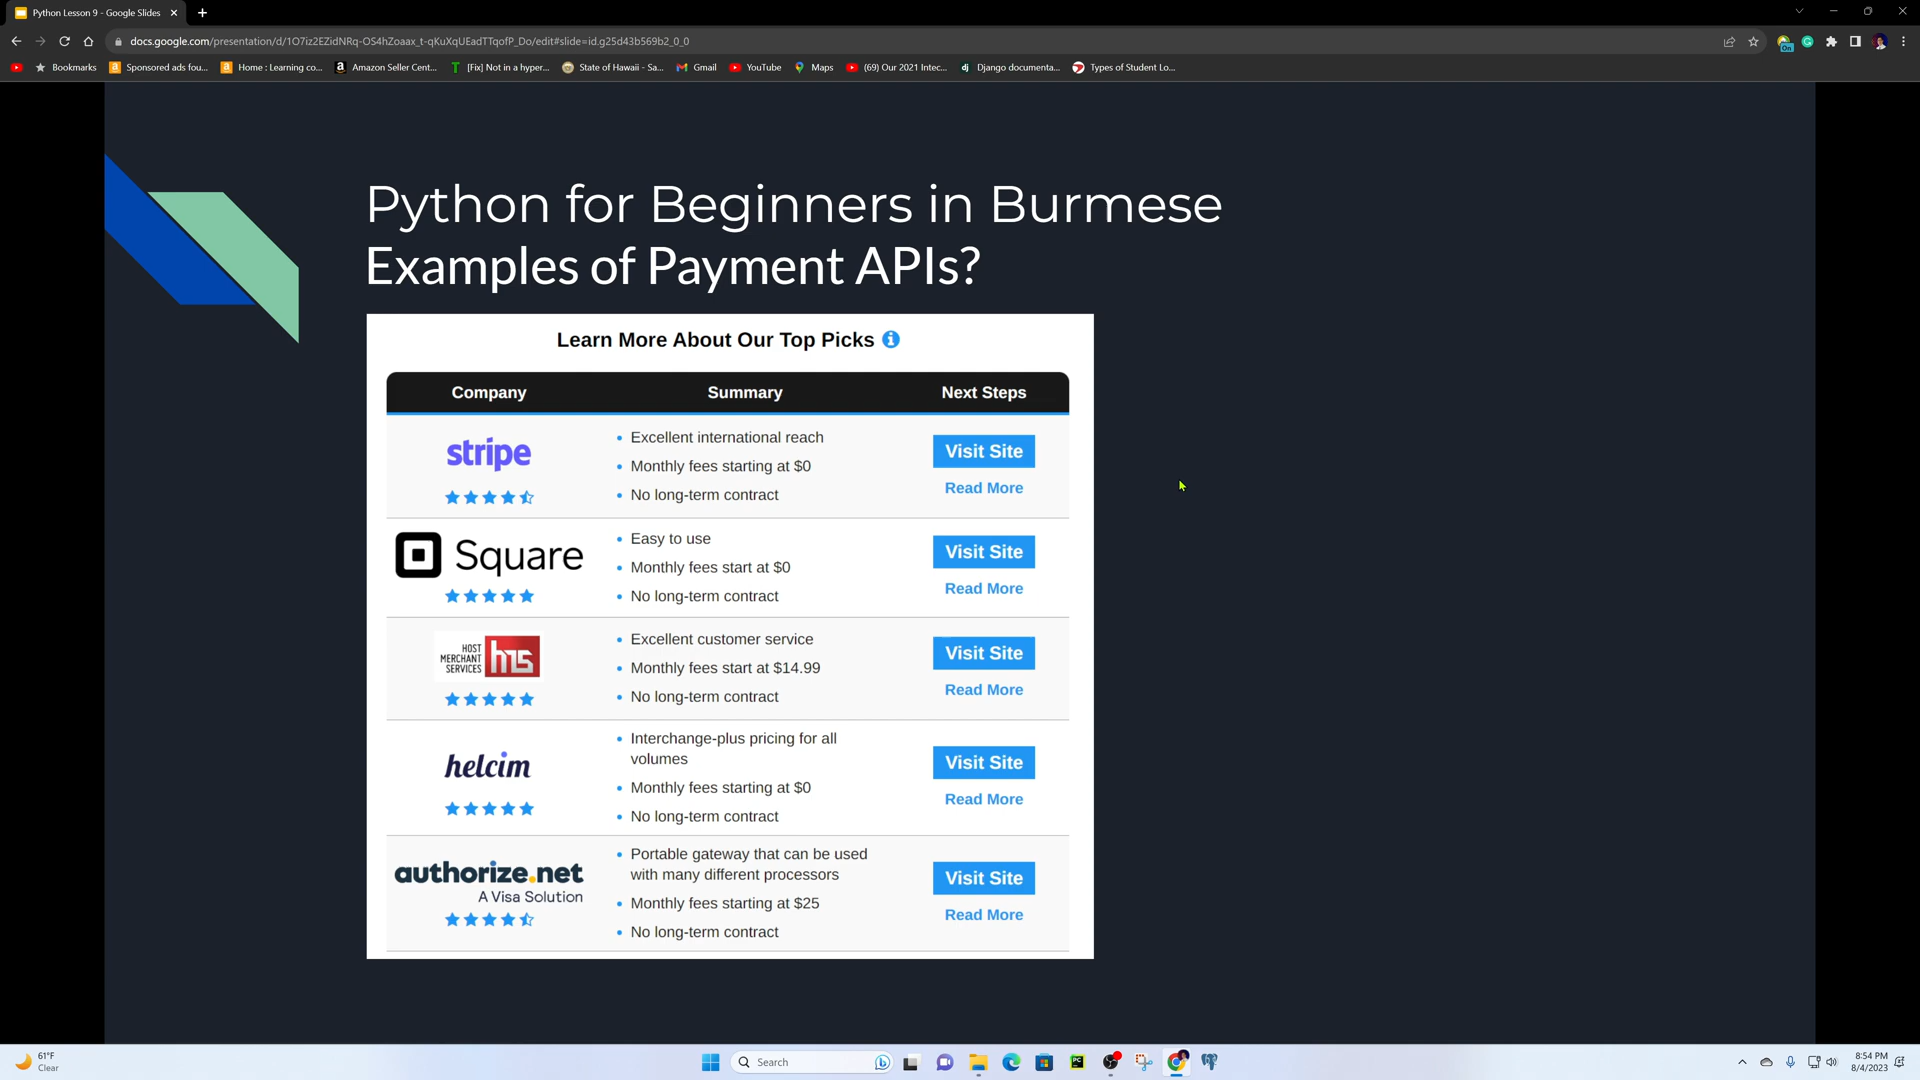 Python Lesson 9 - Google Slides
docs.google.com/presentation/d/1O7iz2EZidNRq-OS4hZoaax_t-qKuXqUEadTTqofP_Do/edit#slide=id.g25d43b569b2_0_0
Bookmarks
Sponsored ads fou...
Home : Learning co...
Amazon Seller Cent...
[Fix] Not in a hyper...
State of Hawaii - Sa...
Gmail
YouTube
Maps
(69) Our 2021 Intec...
Django documenta...
Types of Student Lo...
Python for Beginners in Burmese
Examples of Payment APIs?
Learn More About Our Top Picks
Company Summary Next Steps
stripe
Excellent international reach
Monthly fees starting at $0
No long-term contract
Visit Site
Read More
Square
Easy to use
Monthly fees start at $0
No long-term contract
Visit Site
Read More
HOST
MERCHANT
SERVICES
hms
Excellent customer service
Monthly fees start at $14.99
No long-term contract
Visit Site
Read More
helcim
Interchange-plus pricing for all
volumes
Monthly fees starting at $0
No long-term contract
Visit Site
Read More
authorize.net
A Visa Solution
Portable gateway that can be used
with many different processors
Monthly fees starting at $25
No long-term contract
Visit Site
Read More
61°F
Clear
Search
8:54 PM
8/4/2023